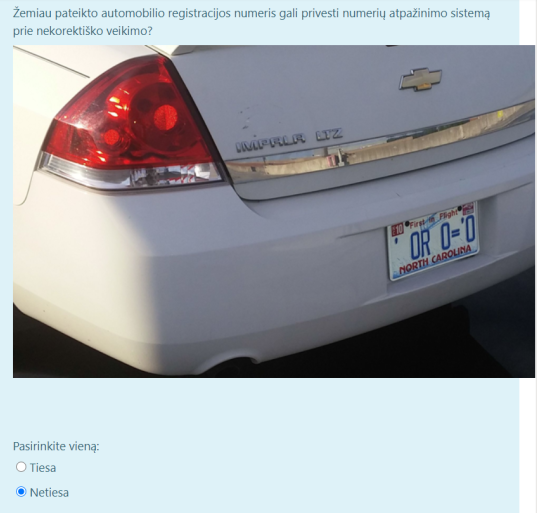 Žemiau pateikto automobilio registracijos numeris gali privesti numerių atpažinimo sistemą
prie nekorektiško veikimo?
IMPALA LTZ
First in Flight
' OR 0='0
NORTH CAROLINA
Pasirinkite vieną:
Tiesa
Netiesa